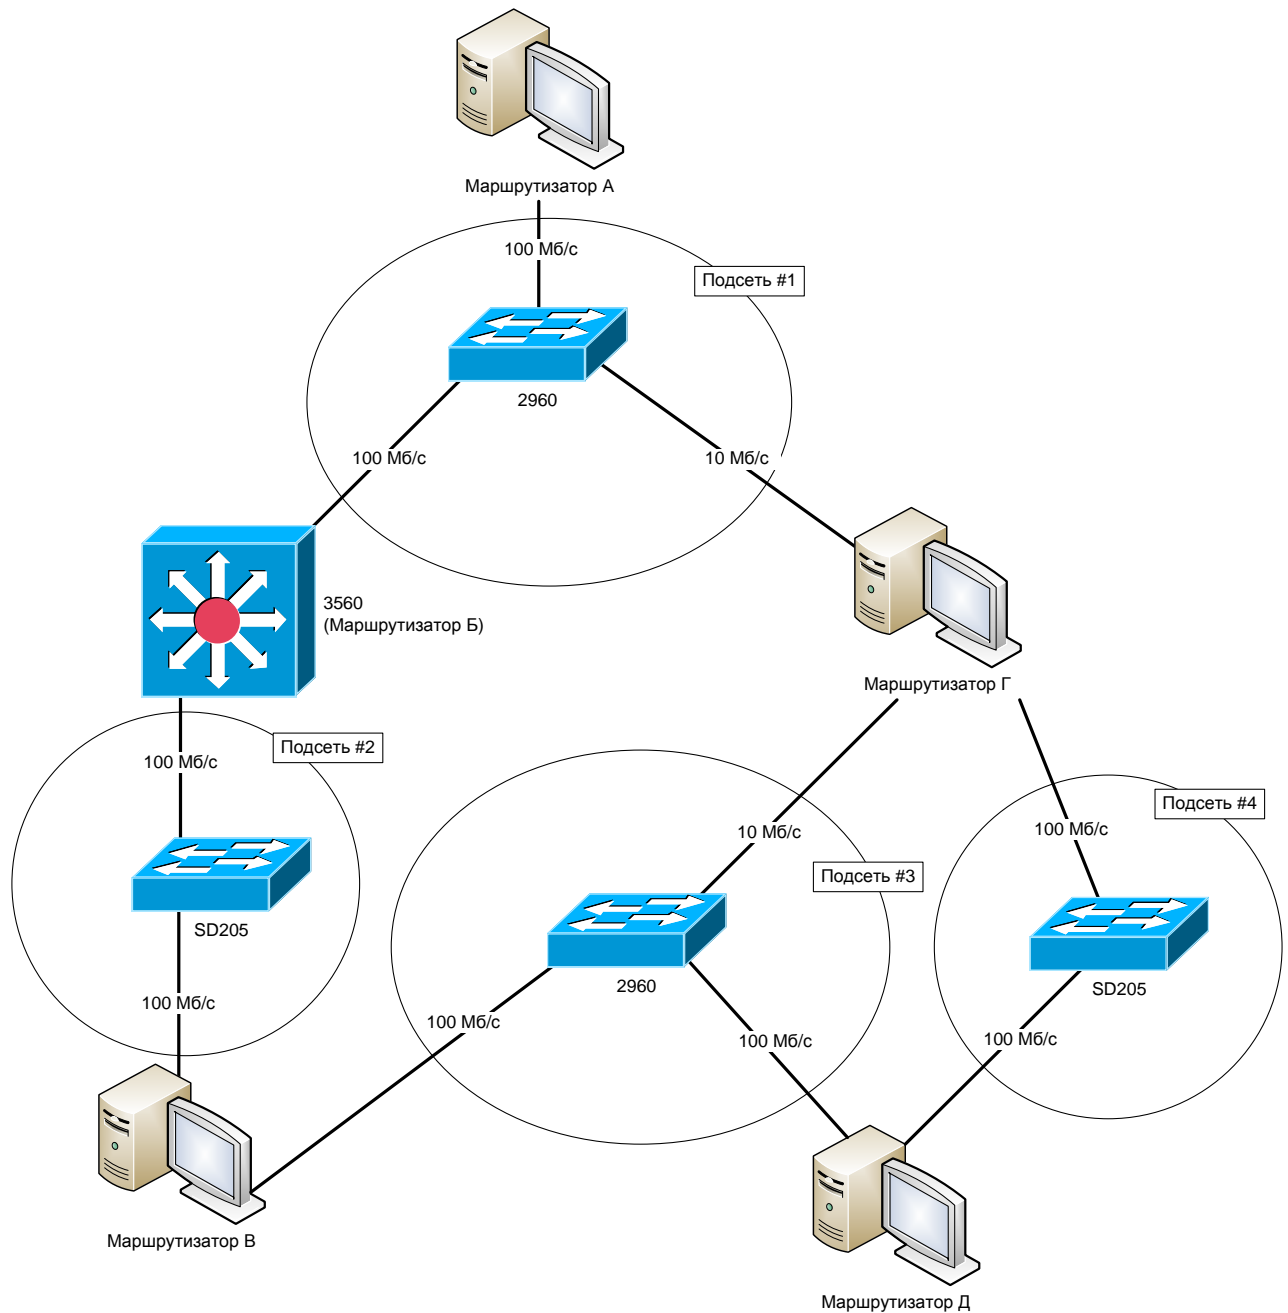 Маршрутизатор А
100 Мб/с
Подсеть #1
2960
100 Мб/с
10 Мб/с
3560
(Маршрутизатор Б)
Маршрутизатор Г
Подсеть #2
100 Мб/с
Подсеть #4
10 Мб/с
100 Мб/с
Подсеть #3
SD205
2960
SD205
100 Мб/с
100 Мб/с
100 Мб/с
100 Мб/с
Маршрутизатор В
Маршрутизатор Д